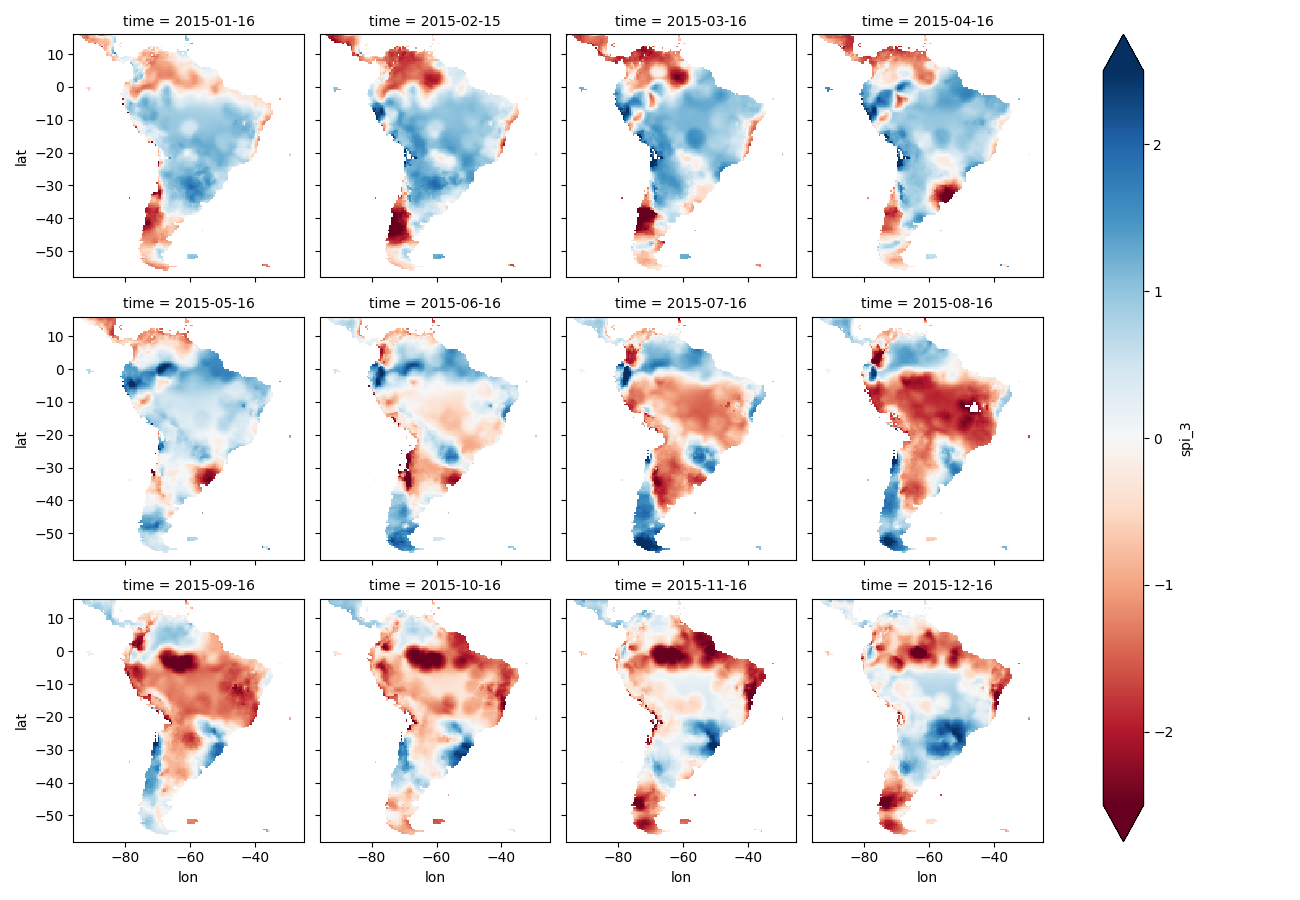 time = 2015-01-16
time = 2015-02-15
time = 2015-03-16
time = 2015-04-16
10
0
−10
−20
−30
−40
−50
lat
2
1
0
−1
−2
spi_3
time = 2015-05-16
time = 2015-06-16
time = 2015-07-16
time = 2015-08-16
10
0
−10
−20
−30
−40
−50
lat
time = 2015-09-16
time = 2015-10-16
time = 2015-11-16
time = 2015-12-16
10
0
−10
−20
−30
−40
−50
lat
−80 −60 −40
lon
−80 −60 −40
lon
−80 −60 −40
lon
−80 −60 −40
lon